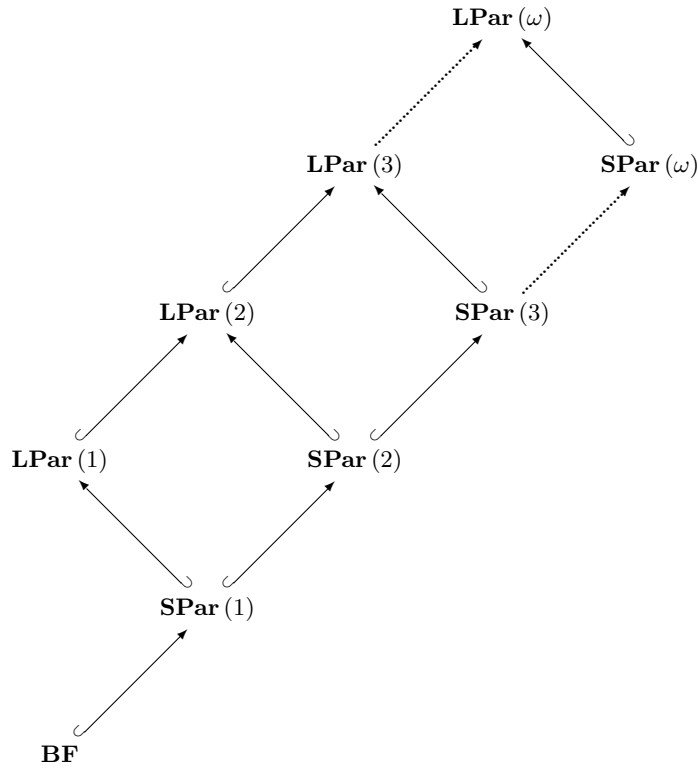 LPar (ω)
LPar (3)
SPar (ω)
LPar (2)
SPar (3)
LPar (1)
SPar (2)
SPar (1)
BF